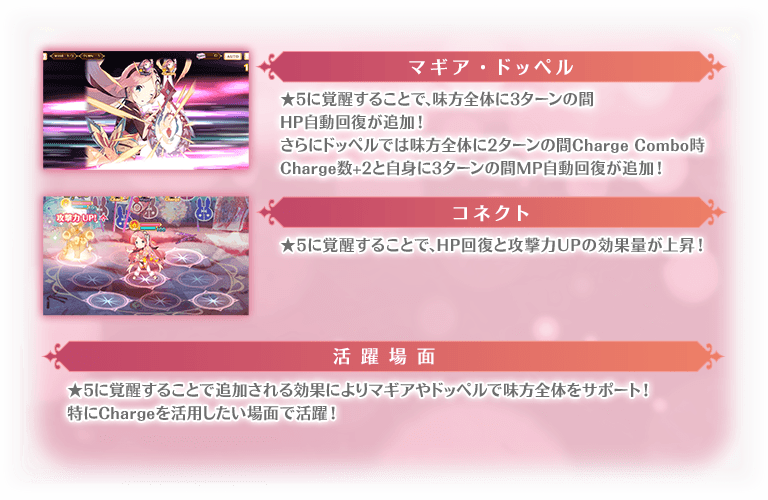 マギア・ドッペル
★5に覚醒することで、味方全体に3ターンの間
HP自動回復が追加！
さらにドッペルでは味方全体に2ターンの間Charge Combo時
Charge数+2と自身に3ターンの間MP自動回復が追加！
攻撃力UP!
コネクト
★5に覚醒することで、HP回復と攻撃力UPの効果量が上昇！
活躍場面
★5に覚醒することで追加される効果によりマギアやドッペルで味方全体をサポート！
特にChargeを活用したい場面で活躍！